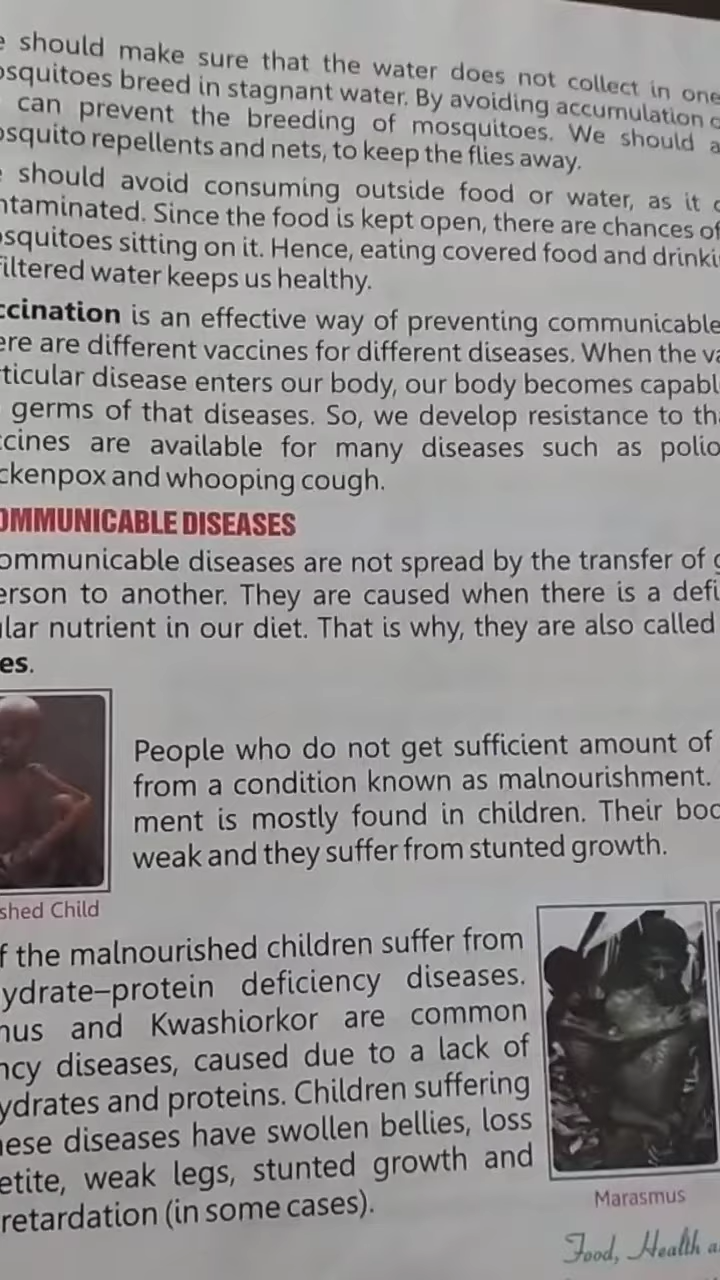 should make sure that the water does not collect in one
osquitoes breed in stagnant water. By avoiding accumulation
can prevent the breeding of mosquitoes. We should a
osquito repellents and nets, to keep the flies away.
should avoid consuming outside food or water, as it
ntaminated. Since the food is kept open, there are chances of
osquitoes sitting on it. Hence, eating covered food and drinki
filtered water keeps us healthy.
ccination is an effective way of preventing communicable
ere are different vaccines for different diseases. When the va
ticular disease enters our body, our body becomes capabl
germs of that diseases. So, we develop resistance to th
ccines are available for many diseases such as polio
ckenpox and whooping cough.
OMMUNICABLE DISEASES
ommunicable diseases are not spread by the transfer of g
erson to another. They are caused when there is a defi
lar nutrient in our diet. That is why, they are also called
es.
People who do not get sufficient amount of
from a condition known as malnourishment.
ment is mostly found in children. Their bod
weak and they suffer from stunted growth.
shed Child
f the malnourished children suffer from
ydrate–protein deficiency diseases.
mus and Kwashiorkor are common
ncy diseases, caused due to a lack of
ydrates and proteins. Children suffering
hese diseases have swollen bellies, loss
etite, weak legs, stunted growth and
retardation (in some cases).
Marasmus
Food, Health a